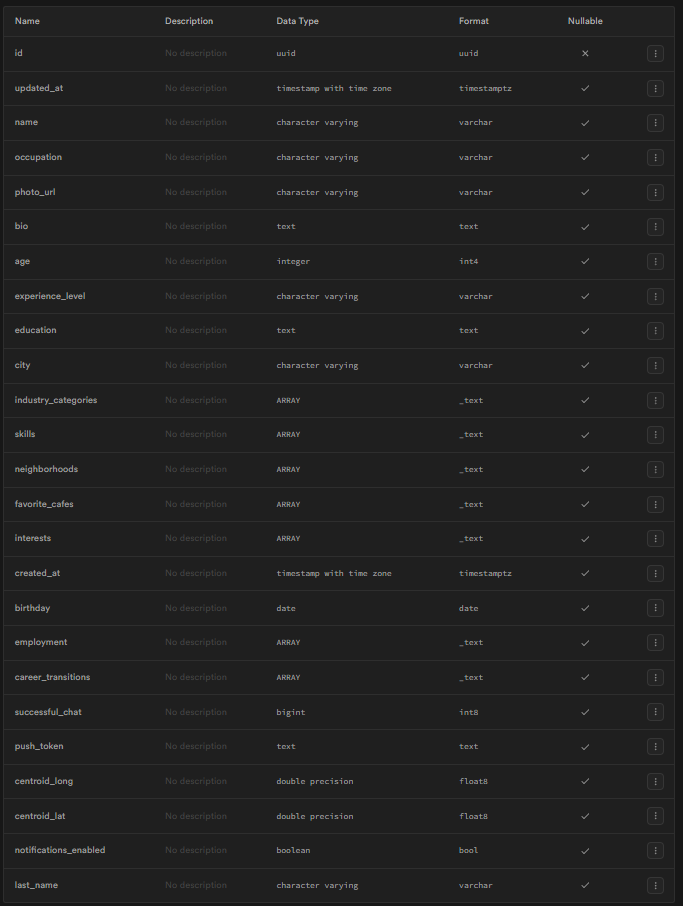 Name Description Data Type Format Nullable
id No description uuid uuid
updated_at No description timestamp with time zone timestamptz
name No description character varying varchar
occupation No description character varying varchar
photo_url No description character varying varchar
bio No description text text
age No description integer int4
experience_level No description character varying varchar
education No description text text
city No description character varying varchar
industry_categories No description ARRAY _text
skills No description ARRAY _text
neighborhoods No description ARRAY _text
favorite_cafes No description ARRAY _text
interests No description ARRAY _text
created_at No description timestamp with time zone timestamptz
birthday No description date date
employment No description ARRAY _text
career_transitions No description ARRAY _text
successful_chat No description bigint int8
push_token No description text text
centroid_long No description double precision float8
centroid_lat No description double precision float8
notifications_enabled No description boolean bool
last_name No description character varying varchar